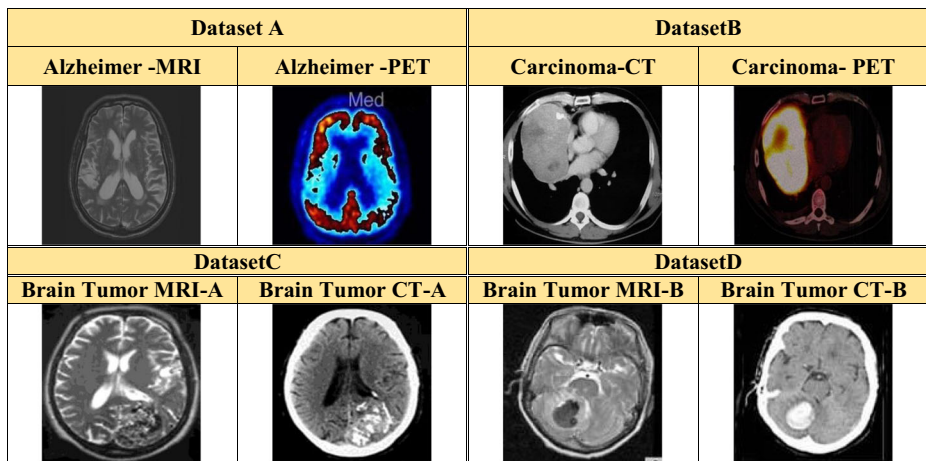 Dataset A
DatasetB
Alzheimer -MRI
Alzheimer -PET
Carcinoma-CT
Carcinoma- PET
Med
DatasetC
DatasetD
Brain Tumor MRI-A
Brain Tumor CT-A
Brain Tumor MRI-B
Brain Tumor CT-B